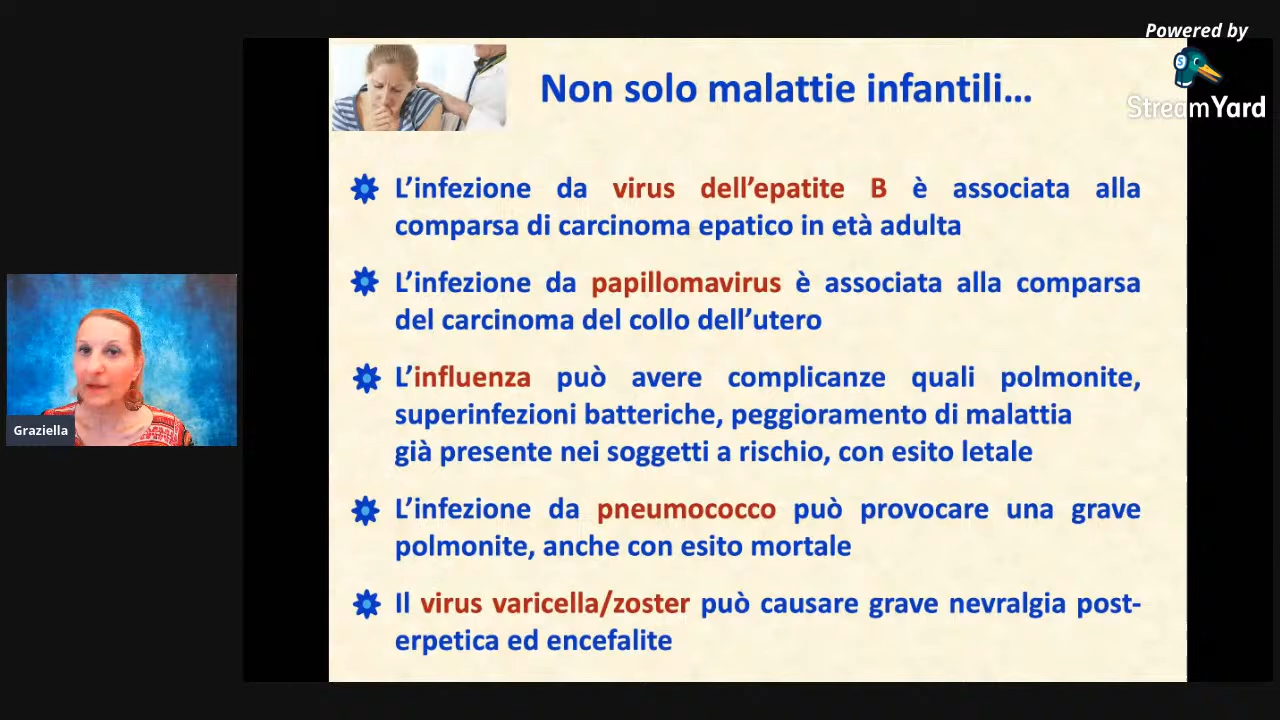 Powered by
StreamYard
Non solo malattie infantili...
L'infezione da virus dell'epatite B è associata alla
comparsa di carcinoma epatico in età adulta
L'infezione da papillomavirus è associata alla comparsa
del carcinoma del collo dell'utero
L'influenza può avere complicanze quali polmonite,
superinfezioni batteriche, peggioramento di malattia
già presente nei soggetti a rischio, con esito letale
L'infezione da pneumococco può provocare una grave
polmonite, anche con esito mortale
Il virus varicella/zoster può causare grave nevralgia post-
erpetica ed encefalite
Graziella